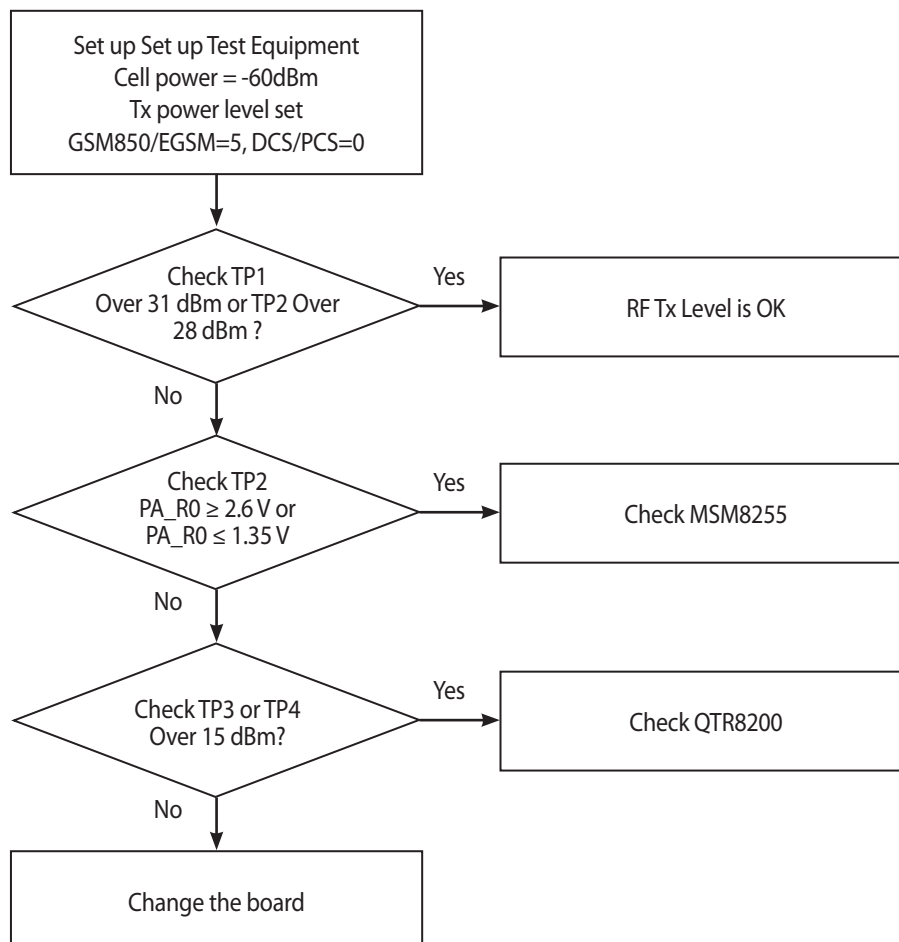 Set up Set up Test Equipment
Cell power = -60dBm
Tx power level set
GSM850/EGSM=5, DCS/PCS=0
Check TP1
Over 31 dBm or TP2 Over
28 dBm ?
Yes
RF Tx Level is OK
No
Check TP2
PA_R0 ≥ 2.6 V or
PA_R0 ≤ 1.35 V
Yes
Check MSM8255
No
Check TP3 or TP4
Over 15 dBm?
Yes
Check QTR8200
No
Change the board